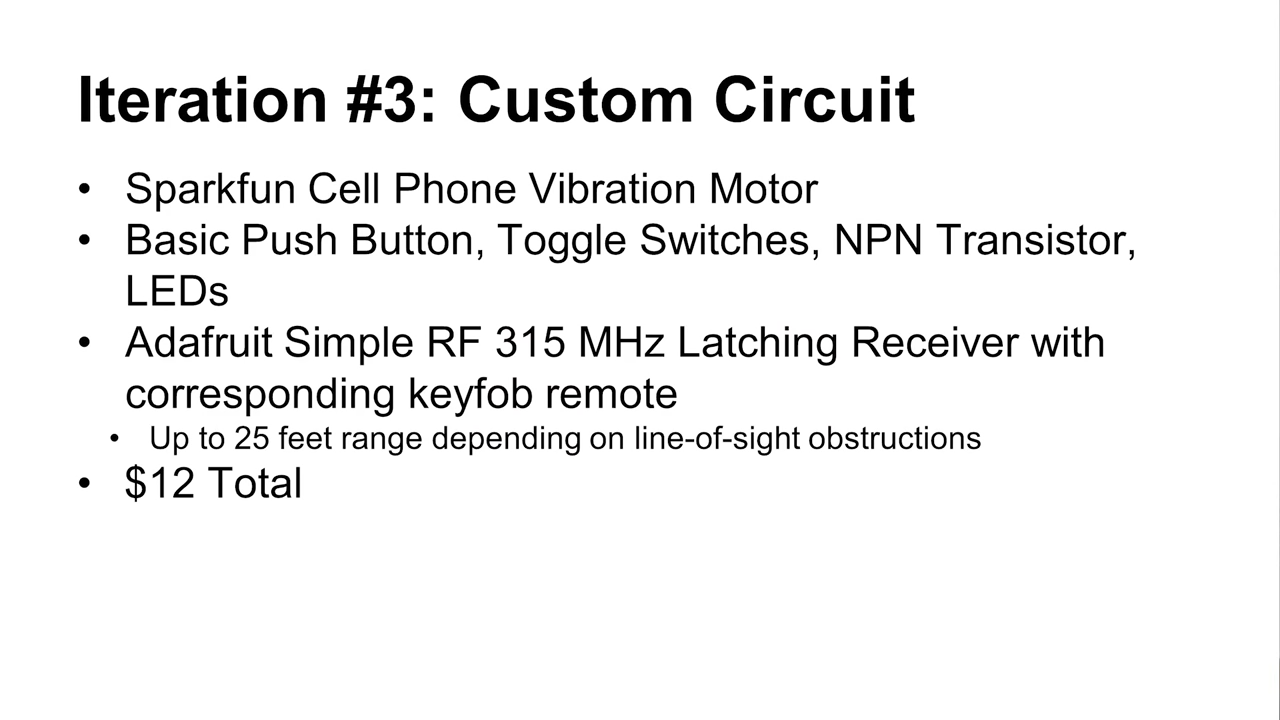 Iteration #3: Custom Circuit
• Sparkfun Cell Phone Vibration Motor
• Basic Push Button, Toggle Switches, NPN Transistor,
LEDs
• Adafruit Simple RF 315 MHz Latching Receiver with
corresponding keyfob remote
• Up to 25 feet range depending on line-of-sight obstructions
• $12 Total